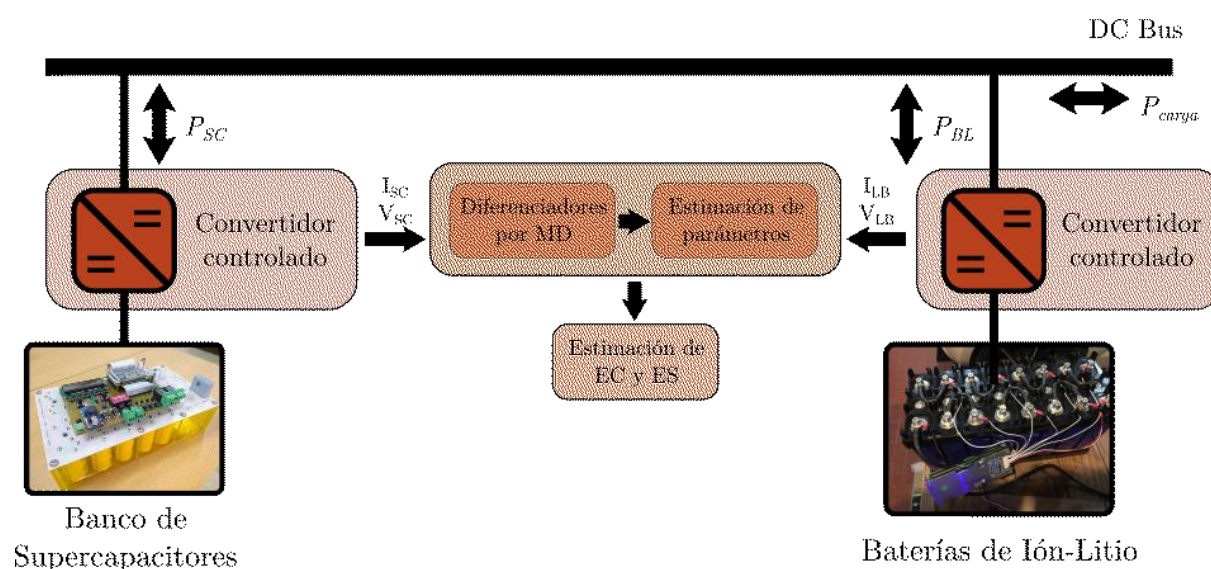 DC Bus
P_SC
P_BL
P_carga
Convertidor
controlado
I_SC
V_SC
Diferenciadores
por MD
Estimación de
parámetros
I_LB
V_LB
Convertidor
controlado
Estimación de
EC y ES
Banco de
Supercapacitores
Baterías de Ión-Litio